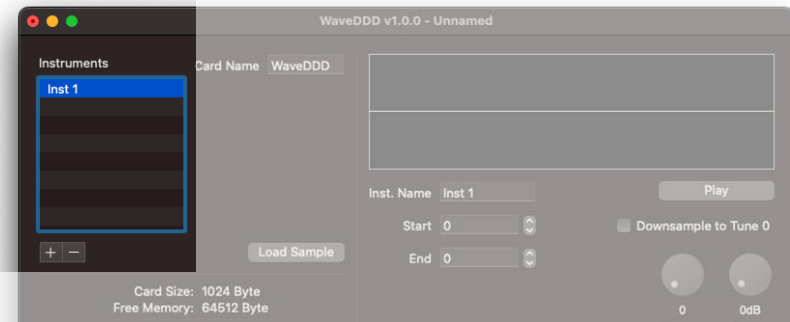 WaveDDD v1.0.0 - Unnamed
Instruments
Card Name WaveDDD
Inst 1
Inst. Name Inst 1
Play
Start 0
Downsample to Tune 0
+ −
Load Sample
End 0
Card Size: 1024 Byte
Free Memory: 64512 Byte
0 0dB